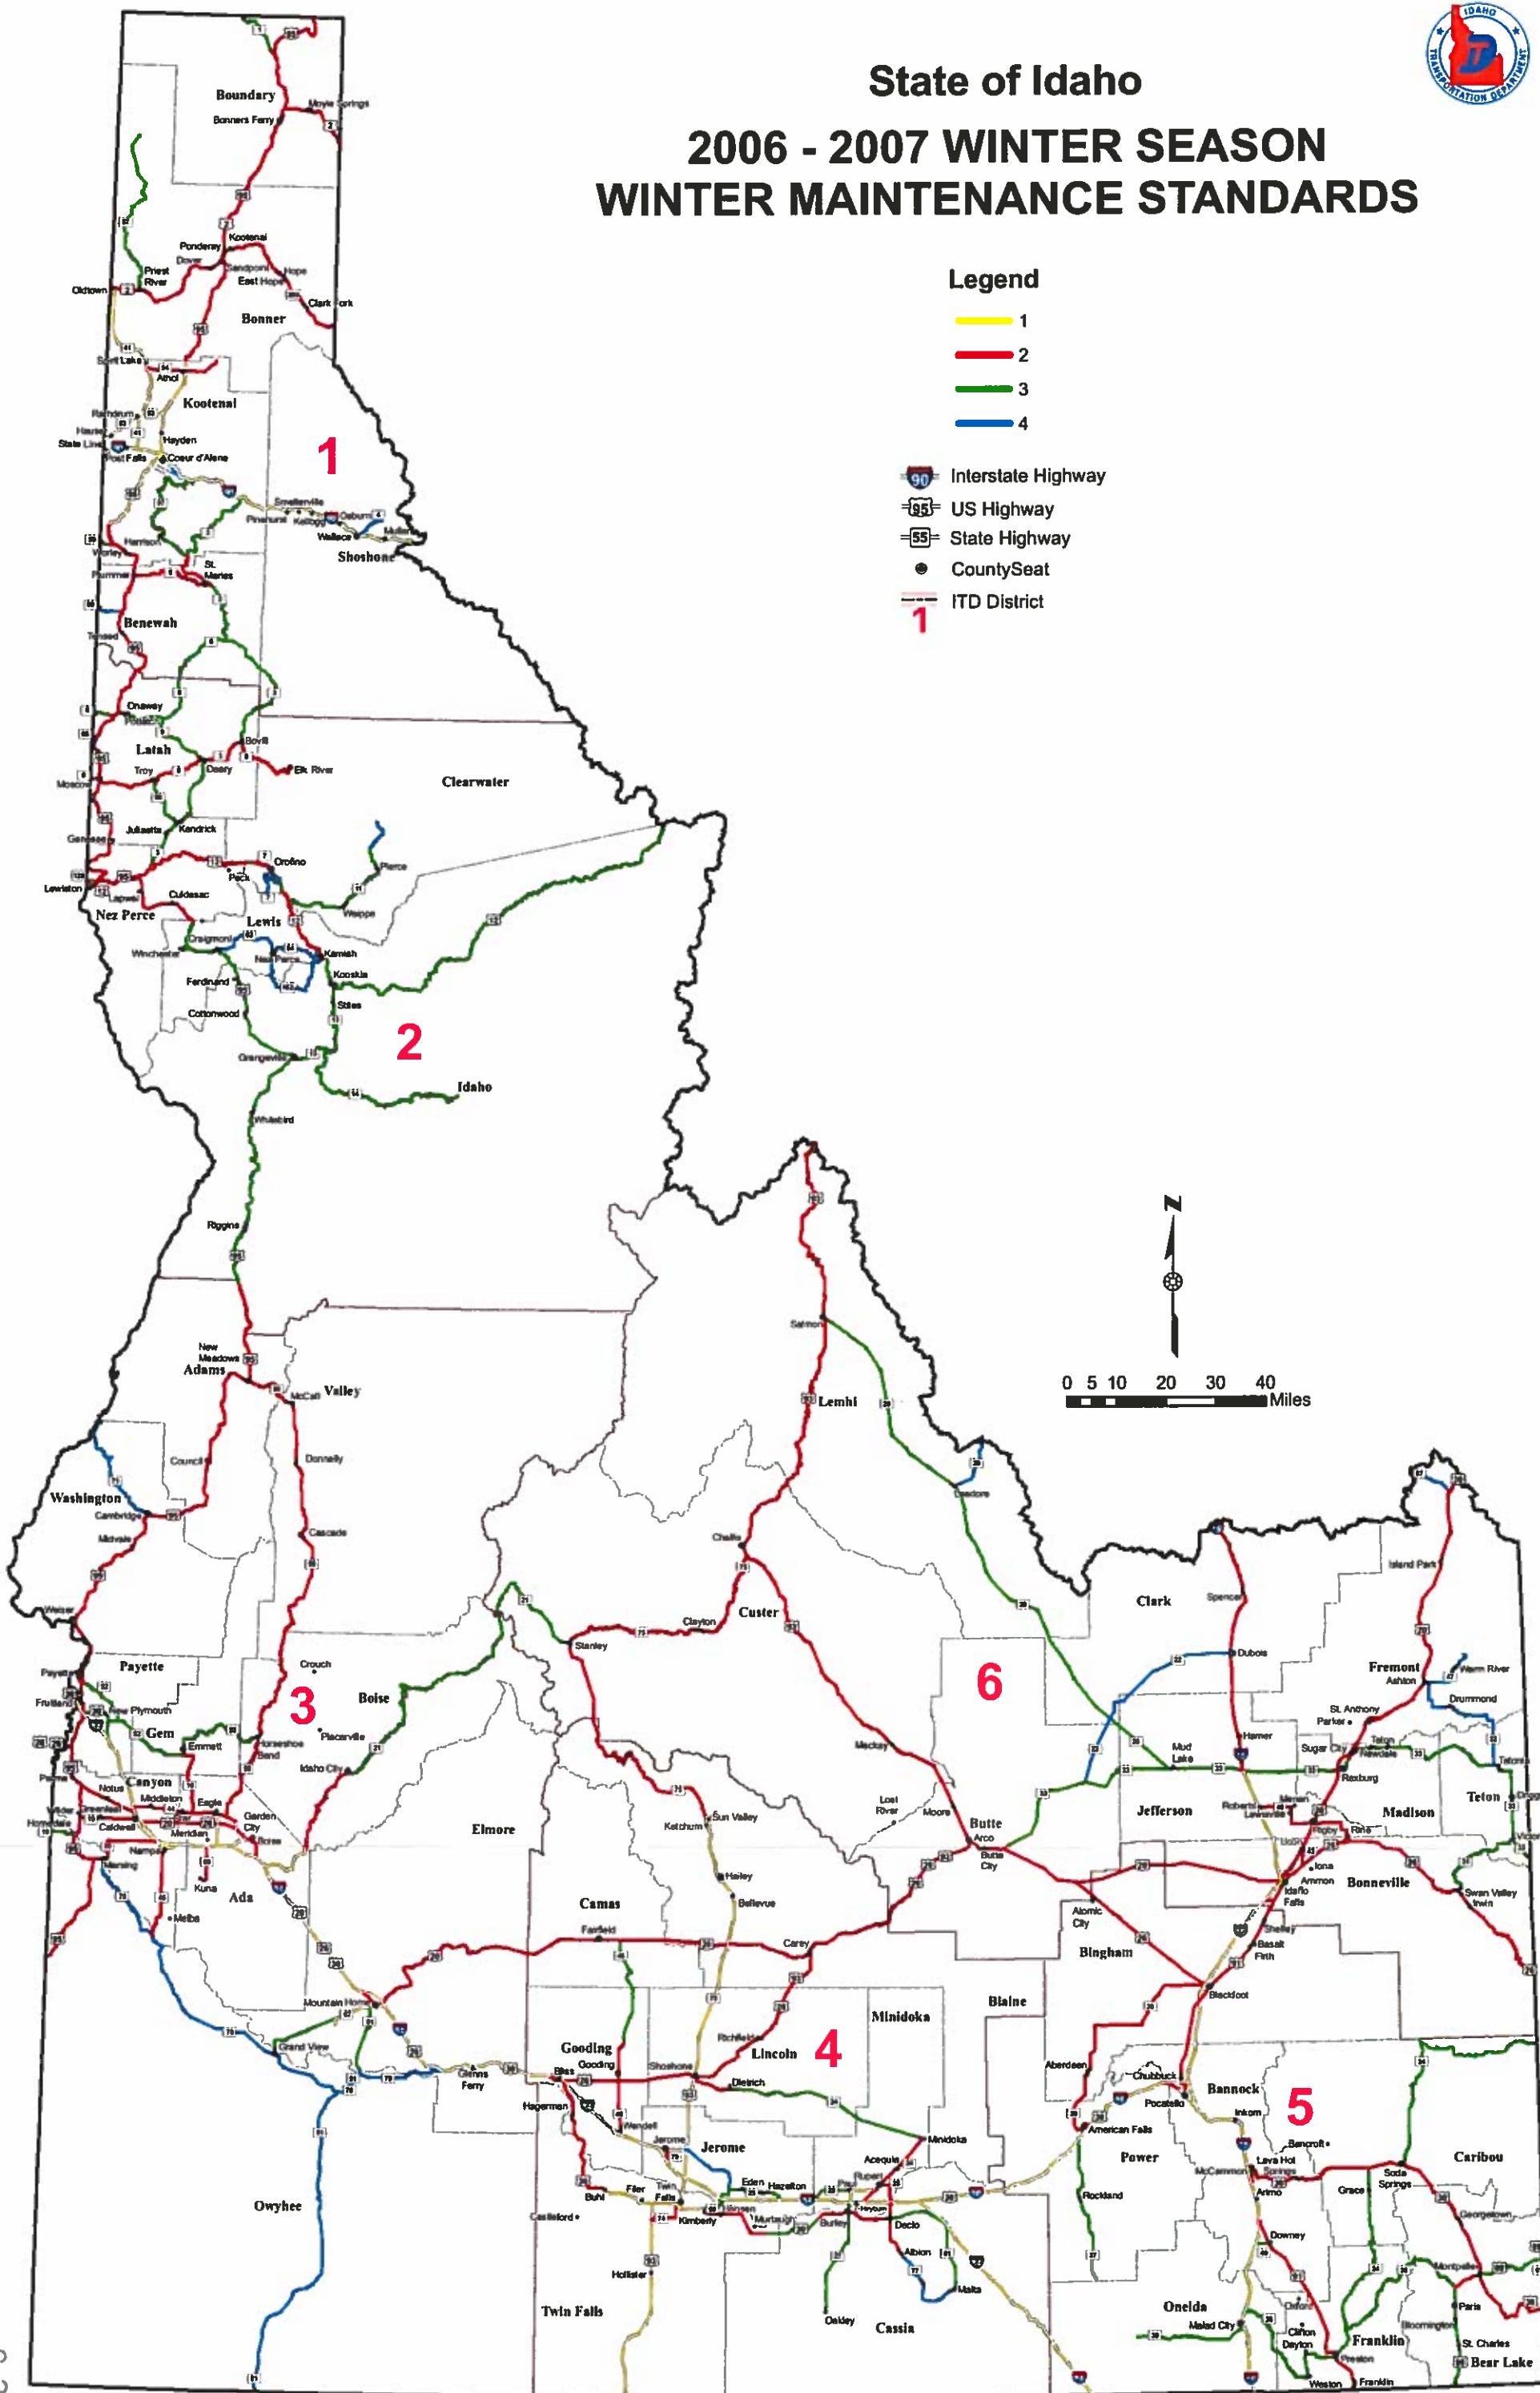 IDAHO
TRANSPORTATION DEPARTMENT
State of Idaho
2006 - 2007 WINTER SEASON
WINTER MAINTENANCE STANDARDS
Legend
1
2
3
4
90 Interstate Highway
95 US Highway
55 State Highway
CountySeat
ITD District
1
Boundary
Moyie Springs
Bonners Ferry
Kootenai
Ponderay
Dover
Sandpoint
Hope
East Hope
Priest
River
Oldtown
Clark Fork
Bonner
Spirit Lake
Athol
Kootenai
Rathdrum
Hayden
State Line
Post Falls
Coeur d'Alene
1
Smelterville
Pinehurst
Kellogg
Osburn
Wallace
Mullan
Shoshone
Harrison
Worley
St.
Maries
Plummer
Benewah
Tensed
Onaway
Latah
Bovill
Troy
Deary
Elk River
Moscow
Clearwater
Juliaetta
Kendrick
Genesee
Orofino
Peck
Pierce
Lewiston
Lapwai
Culdesac
Nez Perce
Lewis
Weippe
Craigmont
Winchester
Nez Perce
Kamiah
Kooskia
Ferdinand
Stites
Cottonwood
2
Grangeville
Idaho
Whitebird
Riggins
N
0 5 10 20 30 40
Miles
Salmon
New
Meadows
Adams
McCall
Valley
Lemhi
Council
Donnelly
Washington
Cambridge
Leadore
Midvale
Cascade
Challis
Island Park
Weiser
Clayton
Custer
Clark
Spencer
Stanley
Dubois
Payette
Payette
Crouch
6
Fremont
Ashton
Warm River
Drummond
Fruitland
New Plymouth
3
Boise
Gem
Placerville
St. Anthony
Parker
Emmett
Horseshoe
Bend
Mackay
Hamer
Sugar City
Teton
Newdale
Idaho City
Mud
Lake
Rexburg
Parma
Notus
Canyon
Middleton
Eagle
Lost
River
Moore
Jefferson
Roberts
Menan
Lewisville
Madison
Teton
Wilder
Greenleaf
Star
Garden
City
Sun Valley
Ketchum
Butte
Rigby
Ririe
Homedale
Caldwell
Meridian
Boise
Elmore
Arco
Butte
City
Nampa
Iona
Marsing
Kuna
Hailey
Ammon
Idaho
Falls
Bonneville
Swan Valley
Irwin
Ada
Melba
Camas
Bellevue
Atomic
City
Shelley
Fairfield
Carey
Basalt
Firth
Bingham
Blackfoot
Mountain Home
Blaine
Minidoka
Richfield
Grand View
Gooding
Gooding
Lincoln
4
Shoshone
Aberdeen
Bliss
Glenns
Ferry
Dietrich
Chubbuck
Pocatello
Bannock
5
Hagerman
Inkom
Wendell
Minidoka
American Falls
Jerome
Jerome
Power
Bancroft
Lava Hot
Springs
Caribou
Acequia
Rupert
Paul
McCammon
Soda
Springs
Owyhee
Buhl
Filer
Twin
Falls
Eden
Hazelton
Rockland
Arimo
Grace
Castleford
Kimberly
Hansen
Murtaugh
Burley
Heyburn
Declo
Georgetown
Downey
Albion
Hollister
Malta
Montpelier
Twin Falls
Oakley
Cassia
Oneida
Malad City
Oxford
Clifton
Dayton
Franklin
Preston
Paris
Bloomington
St. Charles
Bear Lake
Weston
Franklin